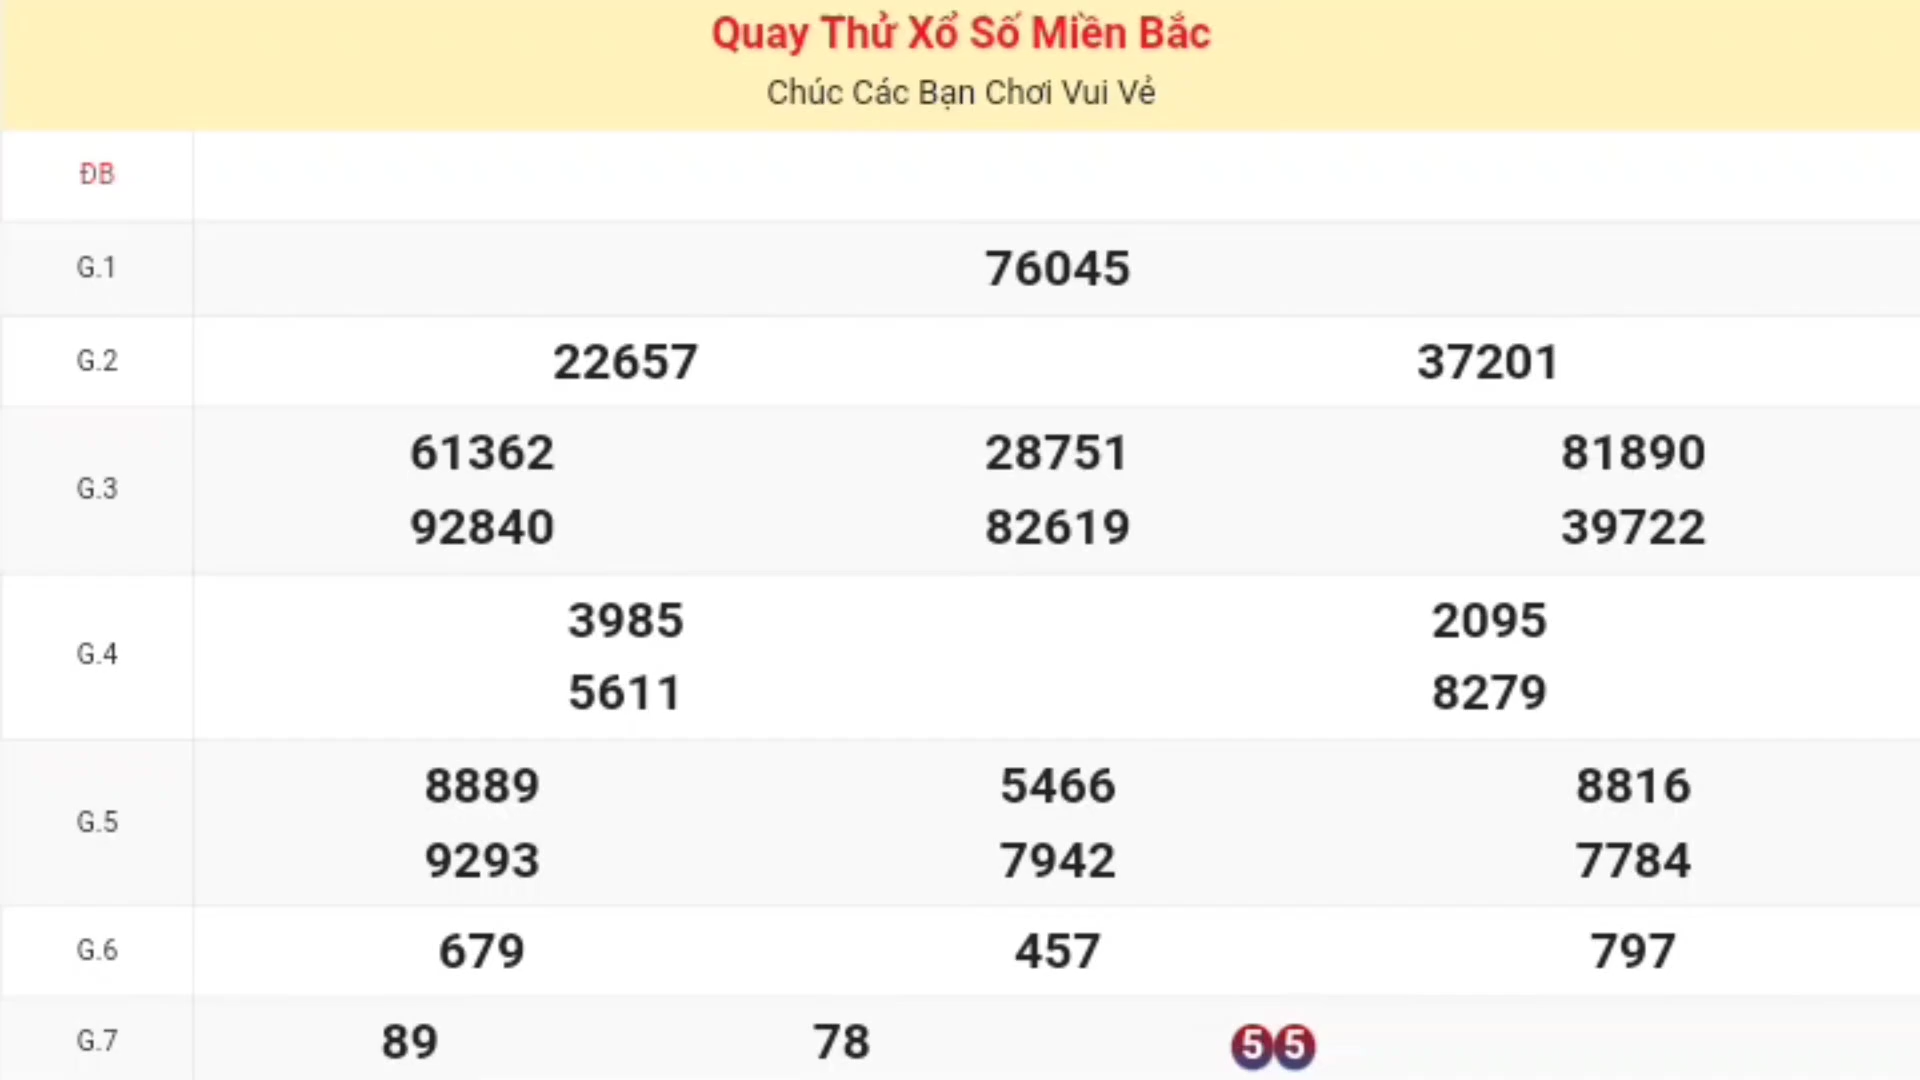 Quay Thử Xổ Số Miền Bắc
Chúc Các Bạn Chơi Vui Vẻ
ĐB
G.1 76045
G.2 22657 37201
G.3 61362 28751 81890
92840 82619 39722
G.4 3985 2095
5611 8279
G.5 8889 5466 8816
9293 7942 7784
G.6 679 457 797
G.7 89 78 55